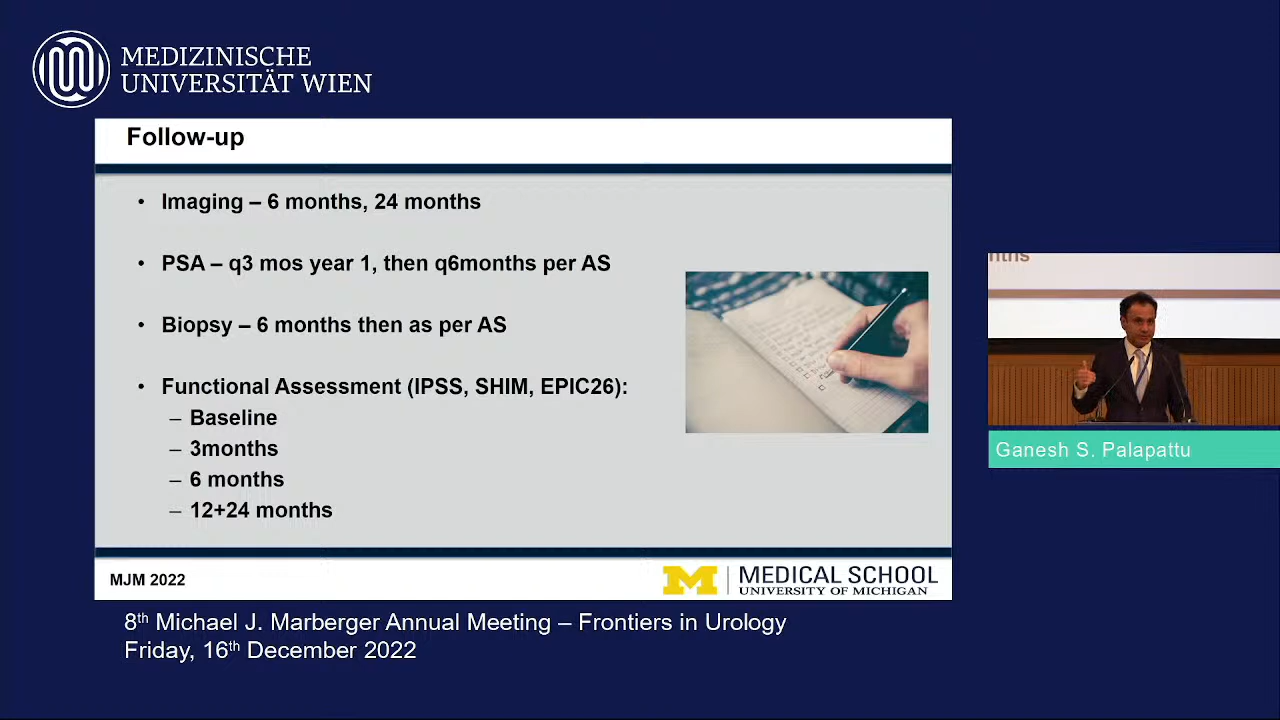 MEDIZINISCHE
UNIVERSITÄT WIEN
Follow-up
• Imaging – 6 months, 24 months
• PSA – q3 mos year 1, then q6months per AS
• Biopsy – 6 months then as per AS
• Functional Assessment (IPSS, SHIM, EPIC26):
– Baseline
– 3months
– 6 months
– 12+24 months
MJM 2022
M
MEDICAL SCHOOL
UNIVERSITY OF MICHIGAN
Ganesh S. Palapattu
8th Michael J. Marberger Annual Meeting – Frontiers in Urology
Friday, 16th December 2022